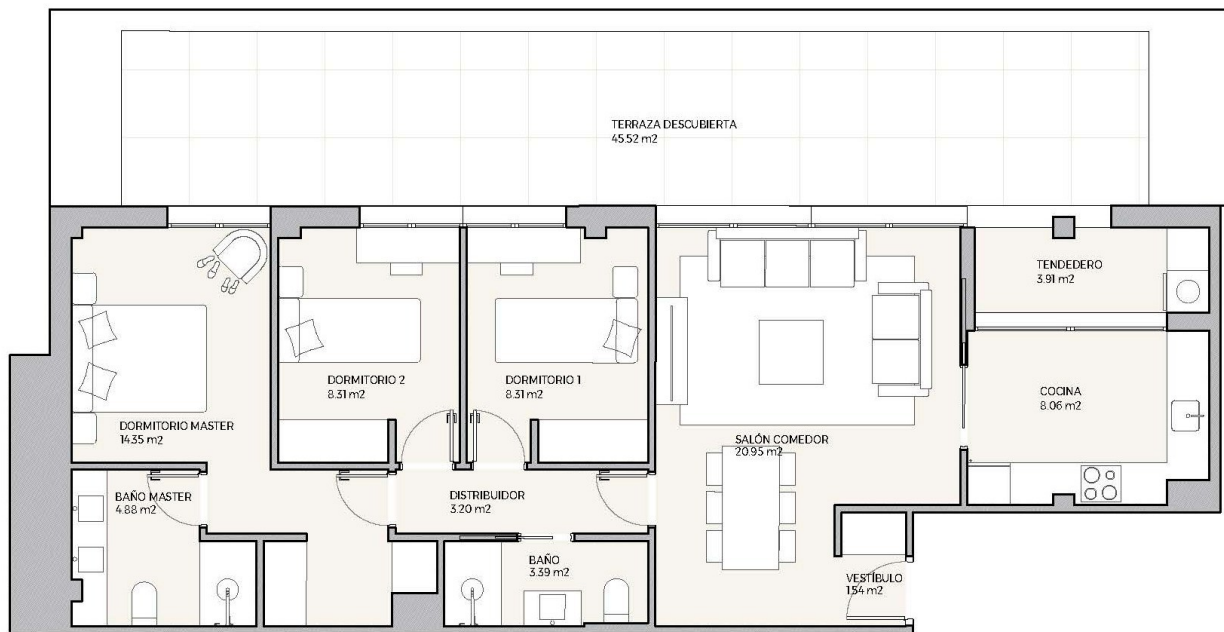 TERRAZA DESCUBIERTA
45.52 m2
TENDEDERO
3.91 m2
DORMITORIO 2
8.31 m2
DORMITORIO 1
8.31 m2
COCINA
8.06 m2
DORMITORIO MASTER
14.35 m2
SALÓN COMEDOR
20.95 m2
BAÑO MASTER
4.88 m2
DISTRIBUIDOR
3.20 m2
BAÑO
3.39 m2
VESTÍBULO
1.54 m2